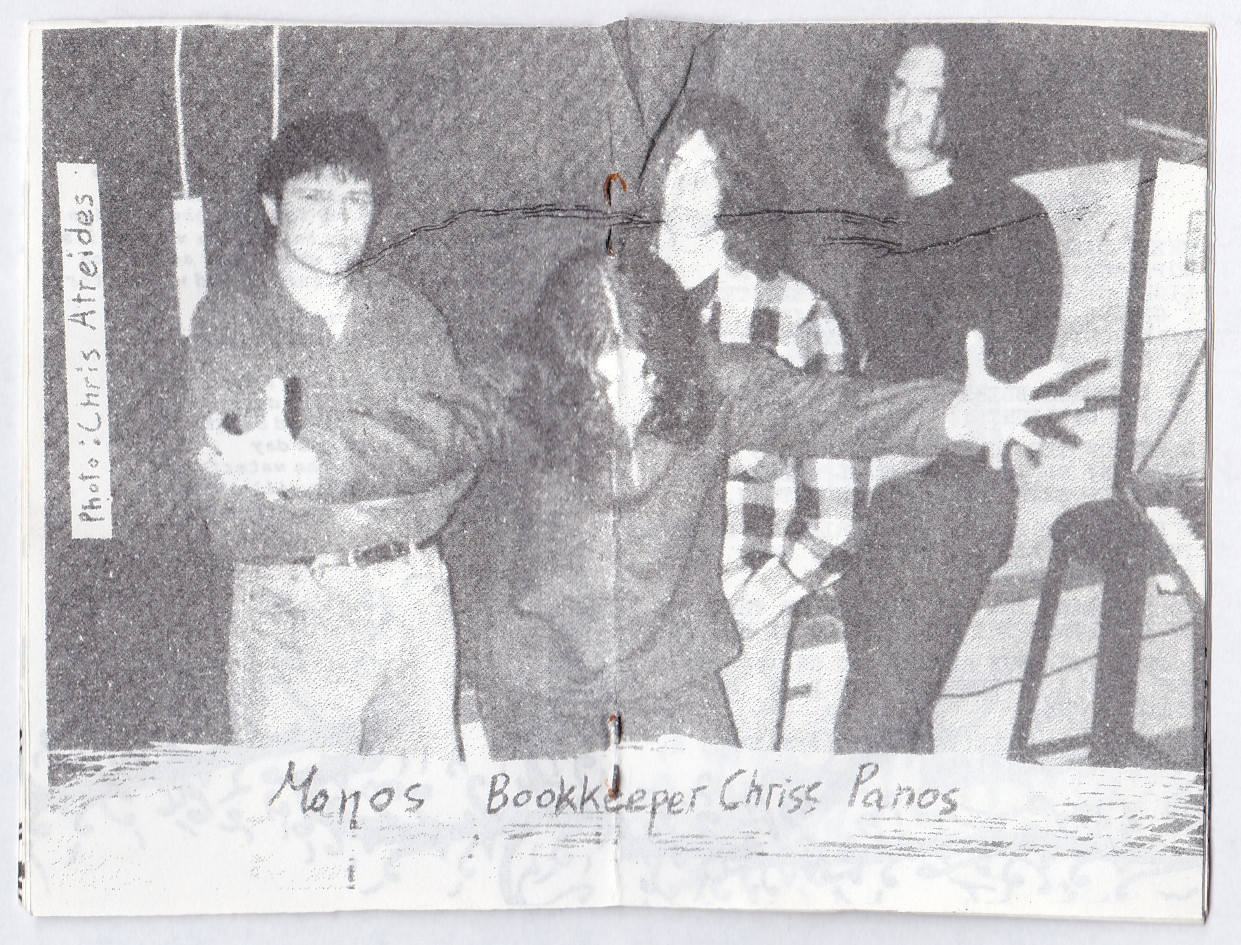 Photo: Chris Atreides
Manos Bookkeeper Chriss Panos